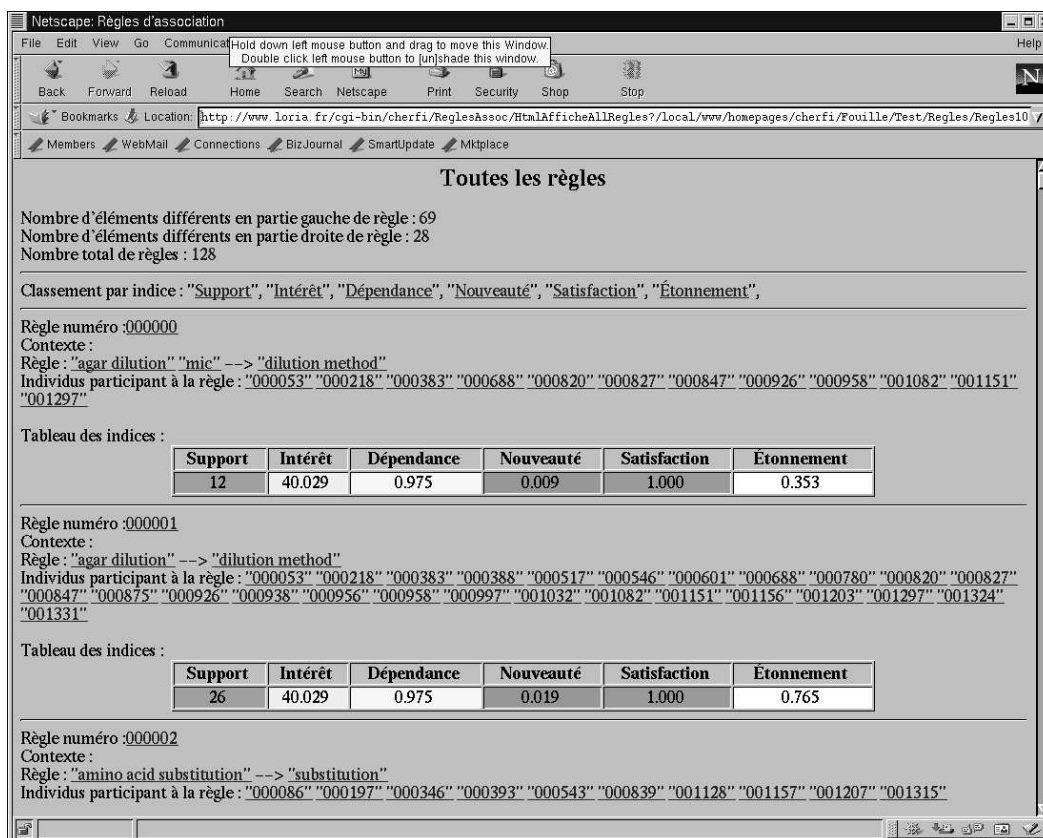 Netscape: Règles d'association
File Edit View Go Communicat
Help
Hold down left mouse button and drag to move this Window.
Double click left mouse button to [un]shade this window.
Back Forward Reload Home Search Netscape Print Security Shop Stop
My
N
Bookmarks Location: http://www.loria.fr/cgi-bin/cherfi/ReglesAssoc/HtmlAfficheAllRegles?/local/www/homepages/cherfi/Fouille/Test/Regles/Regles10
Members WebMail Connections BizJournal SmartUpdate Mktplace
Toutes les règles
Nombre d'éléments différents en partie gauche de règle : 69
Nombre d'éléments différents en partie droite de règle : 28
Nombre total de règles : 128
Classement par indice : "Support", "Intérêt", "Dépendance", "Nouveauté", "Satisfaction", "Étonnement",
Règle numéro :000000
Contexte :
Règle : "agar dilution" "mic" --> "dilution method"
Individus participant à la règle : "000053" "000218" "000383" "000688" "000820" "000827" "000847" "000926" "000958" "001082" "001151"
"001297"
Tableau des indices :
Support Intérêt Dépendance Nouveauté Satisfaction Étonnement
12 40.029 0.975 0.009 1.000 0.353
Règle numéro :000001
Contexte :
Règle : "agar dilution" --> "dilution method"
Individus participant à la règle : "000053" "000218" "000383" "000388" "000517" "000546" "000601" "000688" "000780" "000820" "000827"
"000847" "000875" "000926" "000938" "000956" "000958" "000997" "001032" "001082" "001151" "001156" "001203" "001297" "001324"
"001331"
Tableau des indices :
Support Intérêt Dépendance Nouveauté Satisfaction Étonnement
26 40.029 0.975 0.019 1.000 0.765
Règle numéro :000002
Contexte :
Règle : "amino acid substitution" --> "substitution"
Individus participant à la règle : "000086" "000197" "000346" "000393" "000543" "000839" "001128" "001157" "001207" "001315"